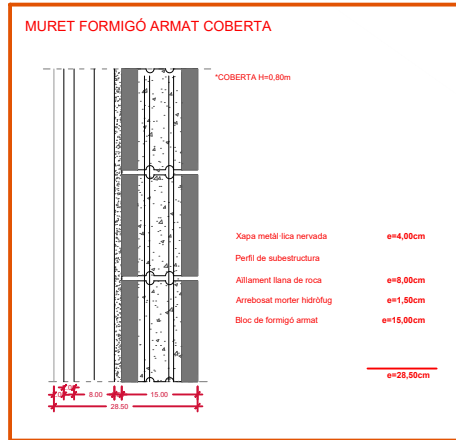 MURET FORMIGÓ ARMAT COBERTA
*COBERTA H=0,80m
Xapa metàl·lica nervada e=4,00cm
Perfil de subestructura
Aïllament llana de roca e=8,00cm
Arrebosat morter hidròfug e=1,50cm
Bloc de formigó armat e=15,00cm
e=28,50cm
8.00 15.00
28.50